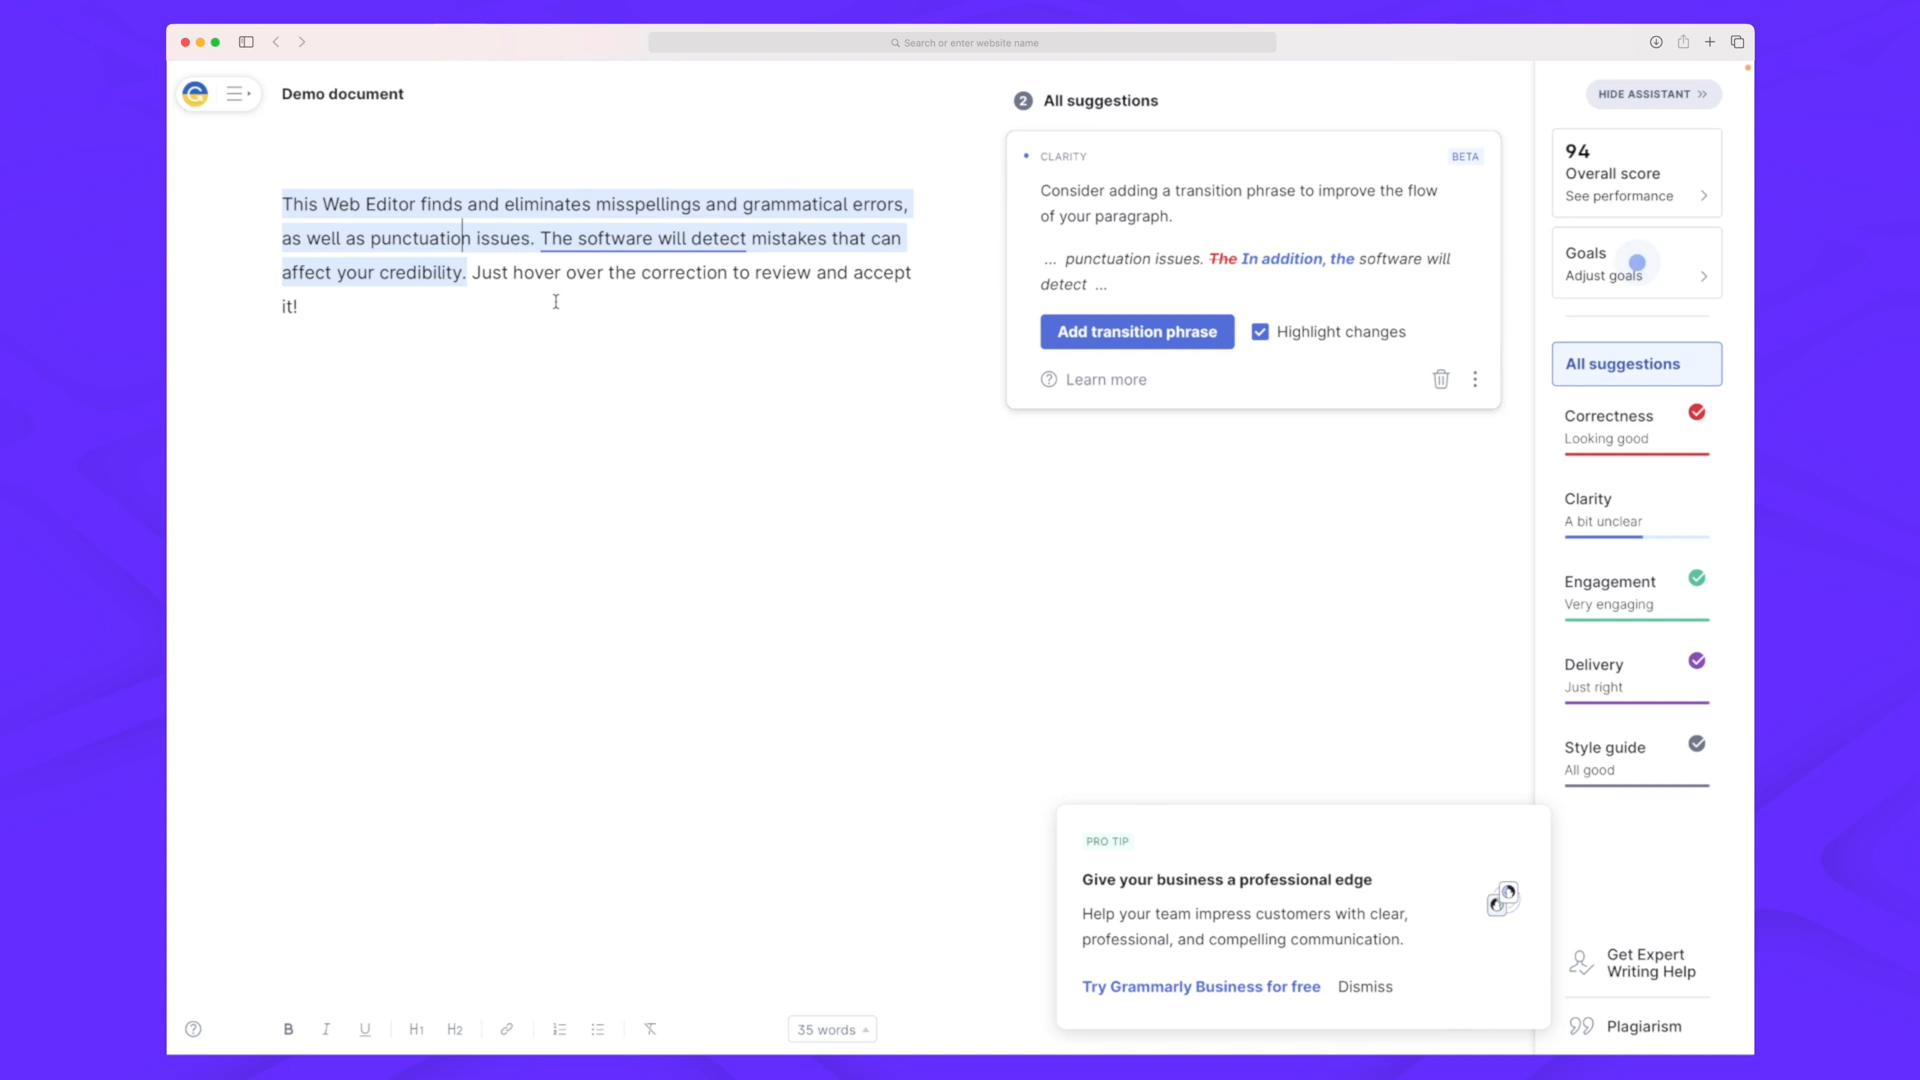 Search or enter website name
Demo document
2 All suggestions
HIDE ASSISTANT
This Web Editor finds and eliminates misspellings and grammatical errors,
as well as punctuation issues. The software will detect mistakes that can
affect your credibility. Just hover over the correction to review and accept
it!
CLARITY
BETA
Consider adding a transition phrase to improve the flow
of your paragraph.
... punctuation issues. The In addition, the software will
detect ...
Add transition phrase
Highlight changes
Learn more
94
Overall score
See performance
Goals
Adjust goals
All suggestions
Correctness
Looking good
Clarity
A bit unclear
Engagement
Very engaging
Delivery
Just right
Style guide
All good
PRO TIP
Give your business a professional edge
Help your team impress customers with clear,
professional, and compelling communication.
Try Grammarly Business for free Dismiss
Get Expert
Writing Help
Plagiarism
B I U H1 H2
35 words